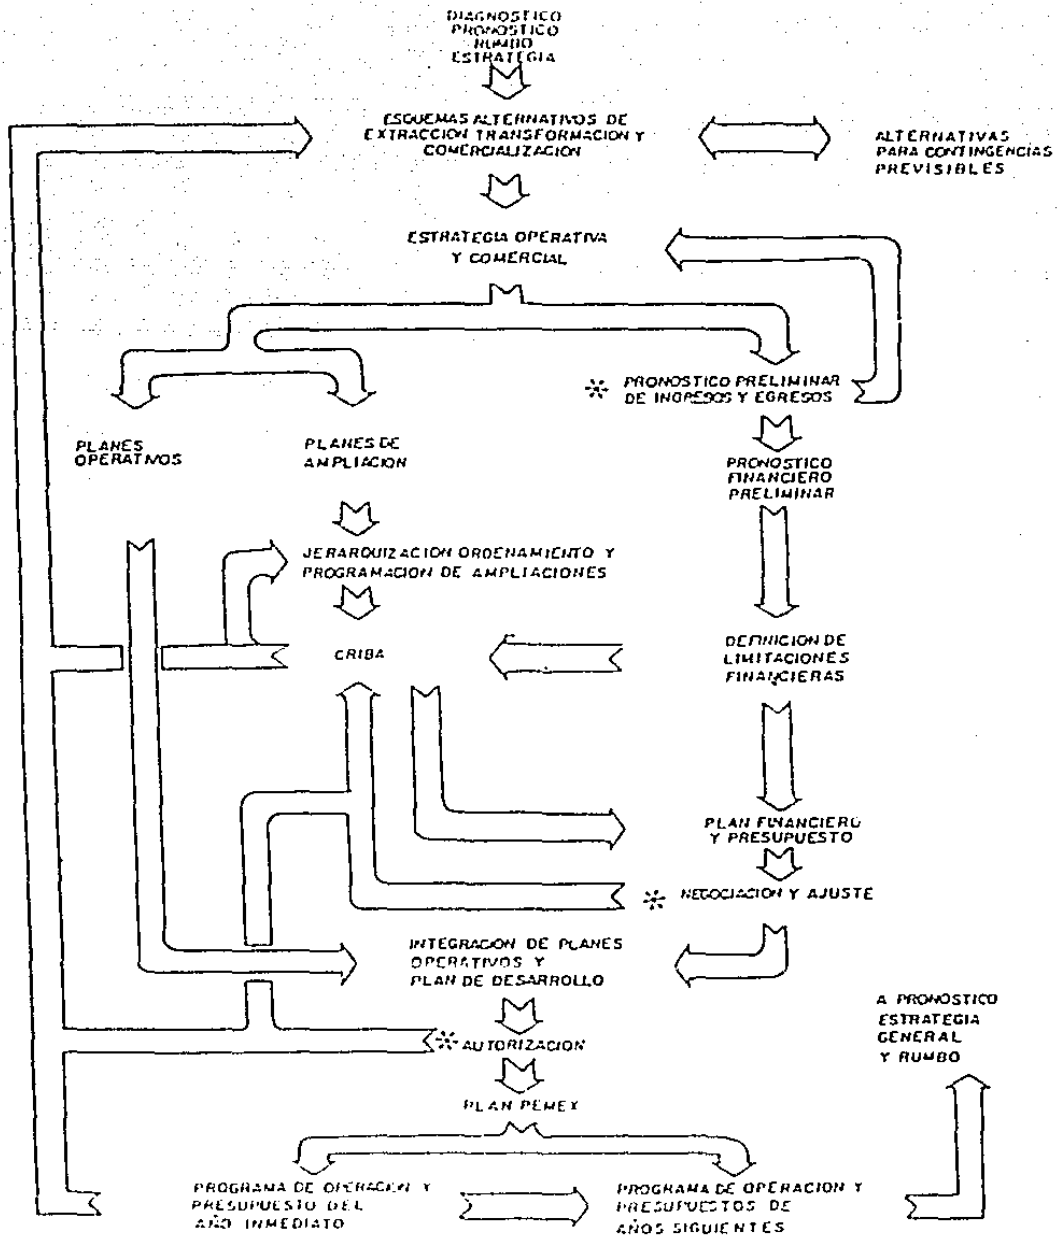 DIAGNOSTICO
PRONOSTICO
RUMBO
ESTRATEGIA
ESQUEMAS ALTERNATIVOS DE
EXTRACCION TRANSFORMACION Y
COMERCIALIZACIÓN
ALTERNATIVAS
PARA CONTINGENCIAS
PREVISIBLES
ESTRATEGIA OPERATIVA
Y COMERCIAL
PRONOSTICO PRELIMINAR
DE INGRESOS Y EGRESOS
PLANES
OPERATIVOS
PLANES DE
AMPLIACION
PRONOSTICO
FINANCIERO
PRELIMINAR
JERARQUIZACION ORDENAMIENTO Y
PROGRAMACION DE AMPLIACIONES
CRIBA
DEFINICION DE
LIMITACIONES
FINANCIERAS
PLAN FINANCIERO
Y PRESUPUESTO
NEGOCIACION Y AJUSTE
INTEGRACION DE PLANES
OPERATIVOS Y
PLAN DE DESARROLLO
A PRONOSTICO
ESTRATEGIA
GENERAL
Y RUMBO
AUTORIZACION
PLAN PEMEX
PROGRAMA DE OPERACION Y
PRESUPUESTO DEL
AÑO INMEDIATO
PROGRAMA DE OPERACION Y
PRESUPUESTOS DE
AÑOS SIGUIENTES